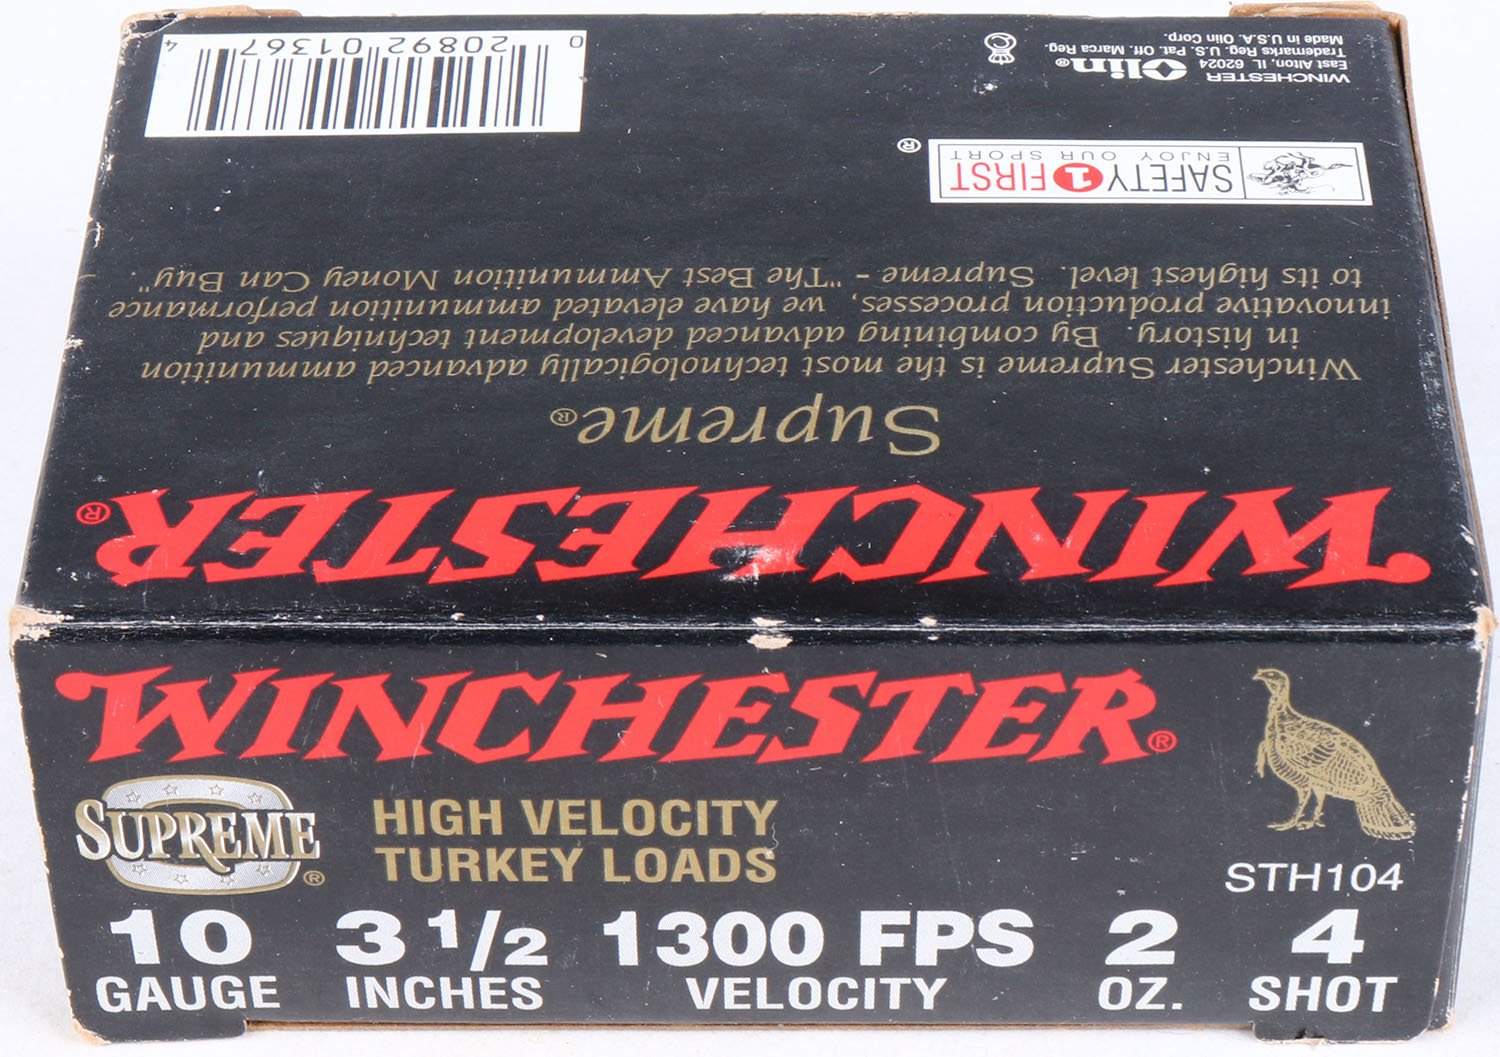 WINCHESTER®
SUPREME®
HIGH VELOCITY
TURKEY LOADS
STH104
10 GAUGE
3 1/2 INCHES
1300 FPS VELOCITY
2 OZ.
4 SHOT
WINCHESTER®
Supreme®
Winchester Supreme is the most technologically advanced ammunition
in history. By combining advanced development techniques and
innovative production processes, we have elevated ammunition performance
to its highest level. Supreme - "The Best Ammunition Money Can Buy".
SAFETY 1 FIRST ®
ENJOY OUR SPORT
WINCHESTER Olin®
East Alton, IL 62024
Trademarks Reg. U.S. Pat. Off. Marca Reg.
Made in U.S.A. Olin Corp.
0 20892 01367 4